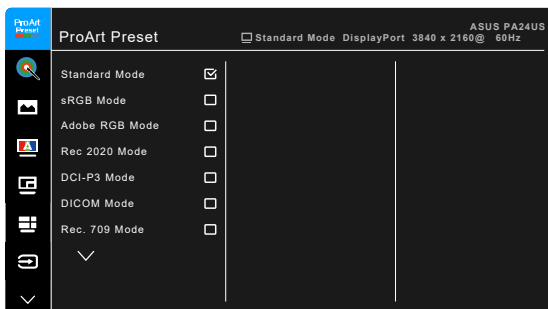 ProArt
Preset
ProArt Preset
ASUS PA24US
Standard Mode DisplayPort 3840 x 2160@ 60Hz
Standard Mode
sRGB Mode
Adobe RGB Mode
Rec 2020 Mode
DCI-P3 Mode
DICOM Mode
Rec. 709 Mode
A